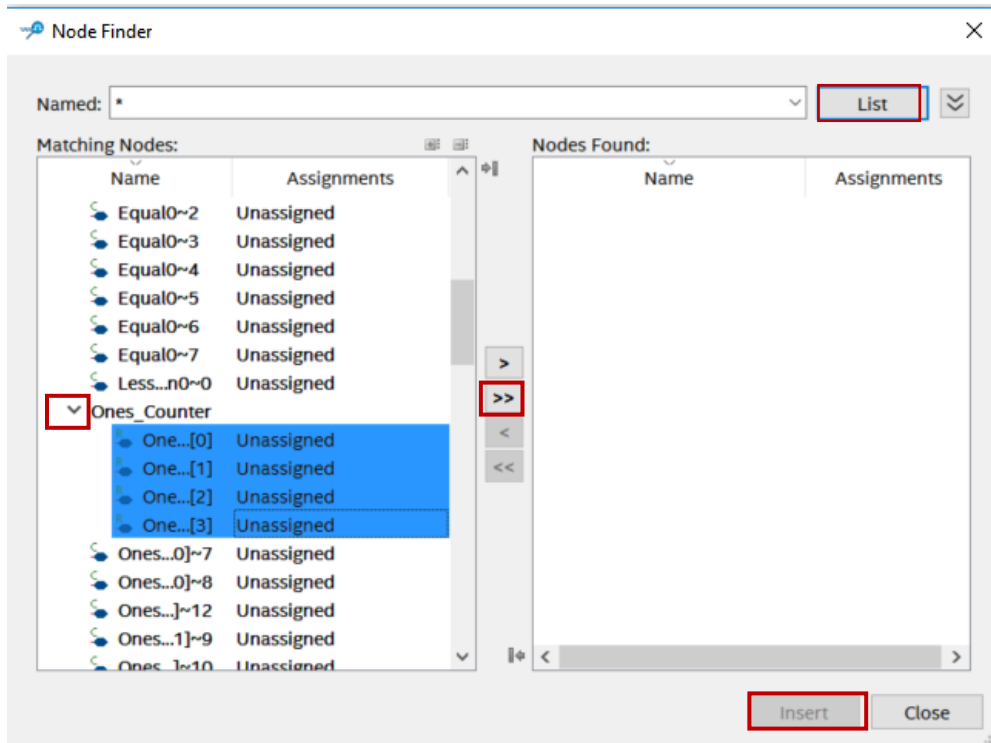 Node Finder
Named: * List
Matching Nodes: Nodes Found:
Name Assignments Name Assignments
Equal0~2 Unassigned
Equal0~3 Unassigned
Equal0~4 Unassigned
Equal0~5 Unassigned
Equal0~6 Unassigned
Equal0~7 Unassigned
Less...n0~0 Unassigned
>
Ones_Counter
>>
One...[0] Unassigned
<
One...[1] Unassigned
<<
One...[2] Unassigned
One...[3] Unassigned
Ones...0]~7 Unassigned
Ones...0]~8 Unassigned
Ones...]~12 Unassigned
Ones...1]~9 Unassigned
Ones...]~10 Unassigned
Insert Close